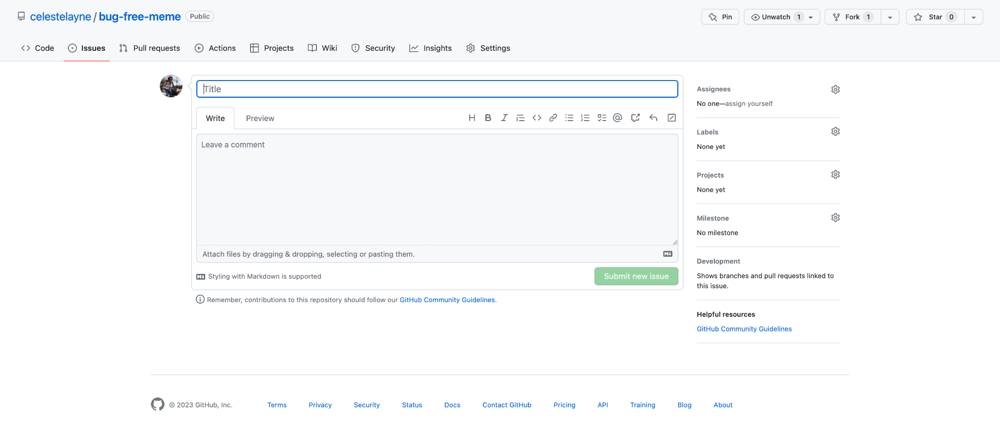 celestelayne / bug-free-meme Public
Pin Unwatch 1 Fork 1 Star 0
Code Issues Pull requests Actions Projects Wiki Security Insights Settings
Title
Write Preview
Leave a comment
Attach files by dragging & dropping, selecting or pasting them.
Styling with Markdown is supported
Submit new issue
Remember, contributions to this repository should follow our GitHub Community Guidelines.
Assignees
No one—assign yourself
Labels
None yet
Projects
None yet
Milestone
No milestone
Development
Shows branches and pull requests linked to
this issue.
Helpful resources
GitHub Community Guidelines
© 2023 GitHub, Inc. Terms Privacy Security Status Docs Contact GitHub Pricing API Training Blog About